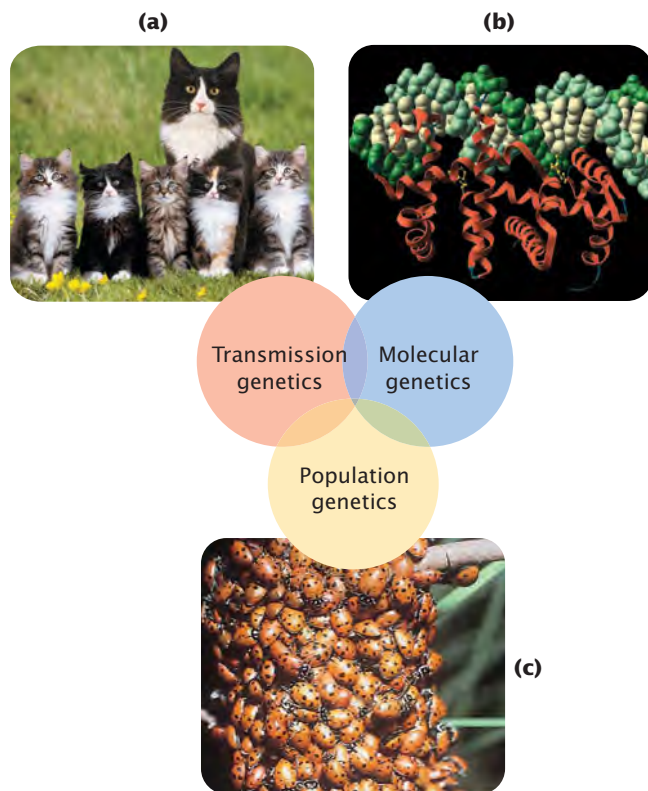 (a)
(b)
Transmission
genetics
Molecular
genetics
Population
genetics
(c)